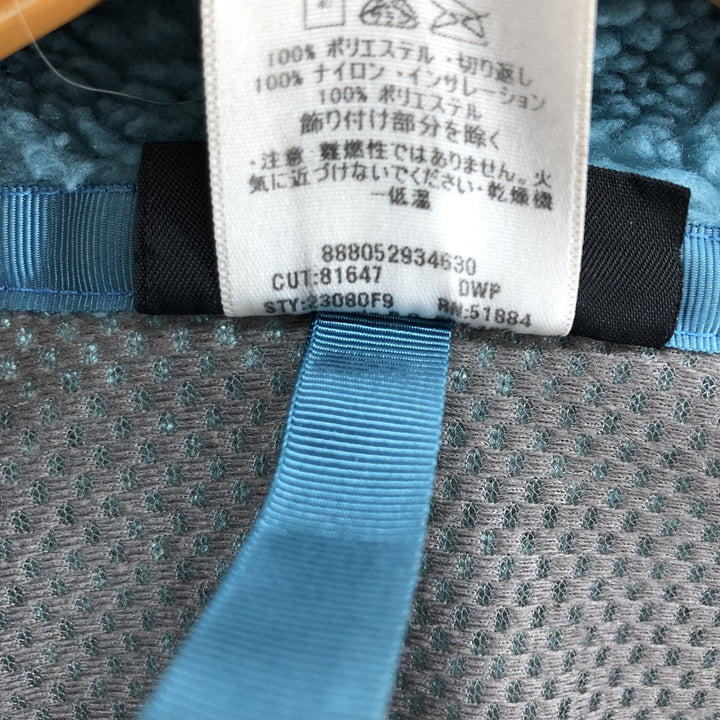 100% ポリエステル・切り返し
100% ナイロン・インサレーション
100% ポリエステル
飾り付け部分を除く
・注意 難燃性ではありません。火
気に近づけないでください・乾燥機
－低温
888052934630
CUT:81647 DWP
STY:23080F9 RN:51884